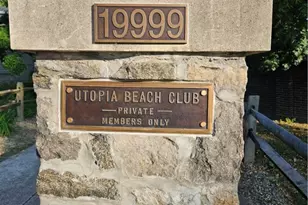 19999
UTOPIA BEACH CLUB
PRIVATE
MEMBERS ONLY